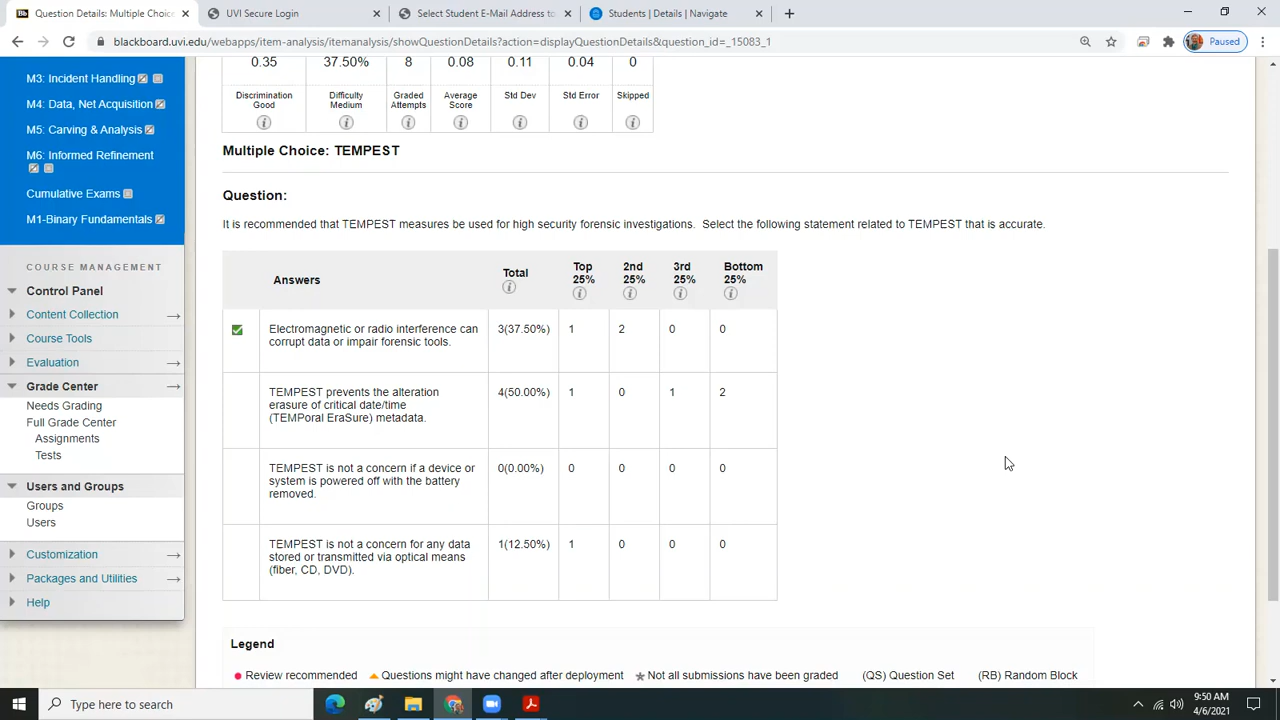 Question Details: Multiple Choic
UVI Secure Login
Select Student E-Mail Address to
Students | Details | Navigate
blackboard.uvi.edu/webapps/item-analysis/itemanalysis/showQuestionDetails?action=displayQuestionDetails&question_id=_15083_1
Paused
M3: Incident Handling
M4: Data, Net Acquisition
M5: Carving & Analysis
M6: Informed Refinement
Cumulative Exams
M1-Binary Fundamentals
COURSE MANAGEMENT
Control Panel
Content Collection
Course Tools
Evaluation
Grade Center
Needs Grading
Full Grade Center
Assignments
Tests
Users and Groups
Groups
Users
Customization
Packages and Utilities
Help
0.35 37.50% 8 0.08 0.11 0.04 0
Discrimination Difficulty Graded Average Std Dev Std Error Skipped
Good Medium Attempts Score
Multiple Choice: TEMPEST
Question:
It is recommended that TEMPEST measures be used for high security forensic investigations. Select the following statement related to TEMPEST that is accurate.
Answers Total Top 25% 2nd 25% 3rd 25% Bottom 25%
Electromagnetic or radio interference can 3(37.50%) 1 2 0 0
corrupt data or impair forensic tools.
TEMPEST prevents the alteration 4(50.00%) 1 0 1 2
erasure of critical date/time
(TEMPoral EraSure) metadata.
TEMPEST is not a concern if a device or 0(0.00%) 0 0 0 0
system is powered off with the battery
removed.
TEMPEST is not a concern for any data 1(12.50%) 1 0 0 0
stored or transmitted via optical means
(fiber, CD, DVD).
Legend
Review recommended Questions might have changed after deployment Not all submissions have been graded (QS) Question Set (RB) Random Block
Type here to search
9:50 AM
4/6/2021